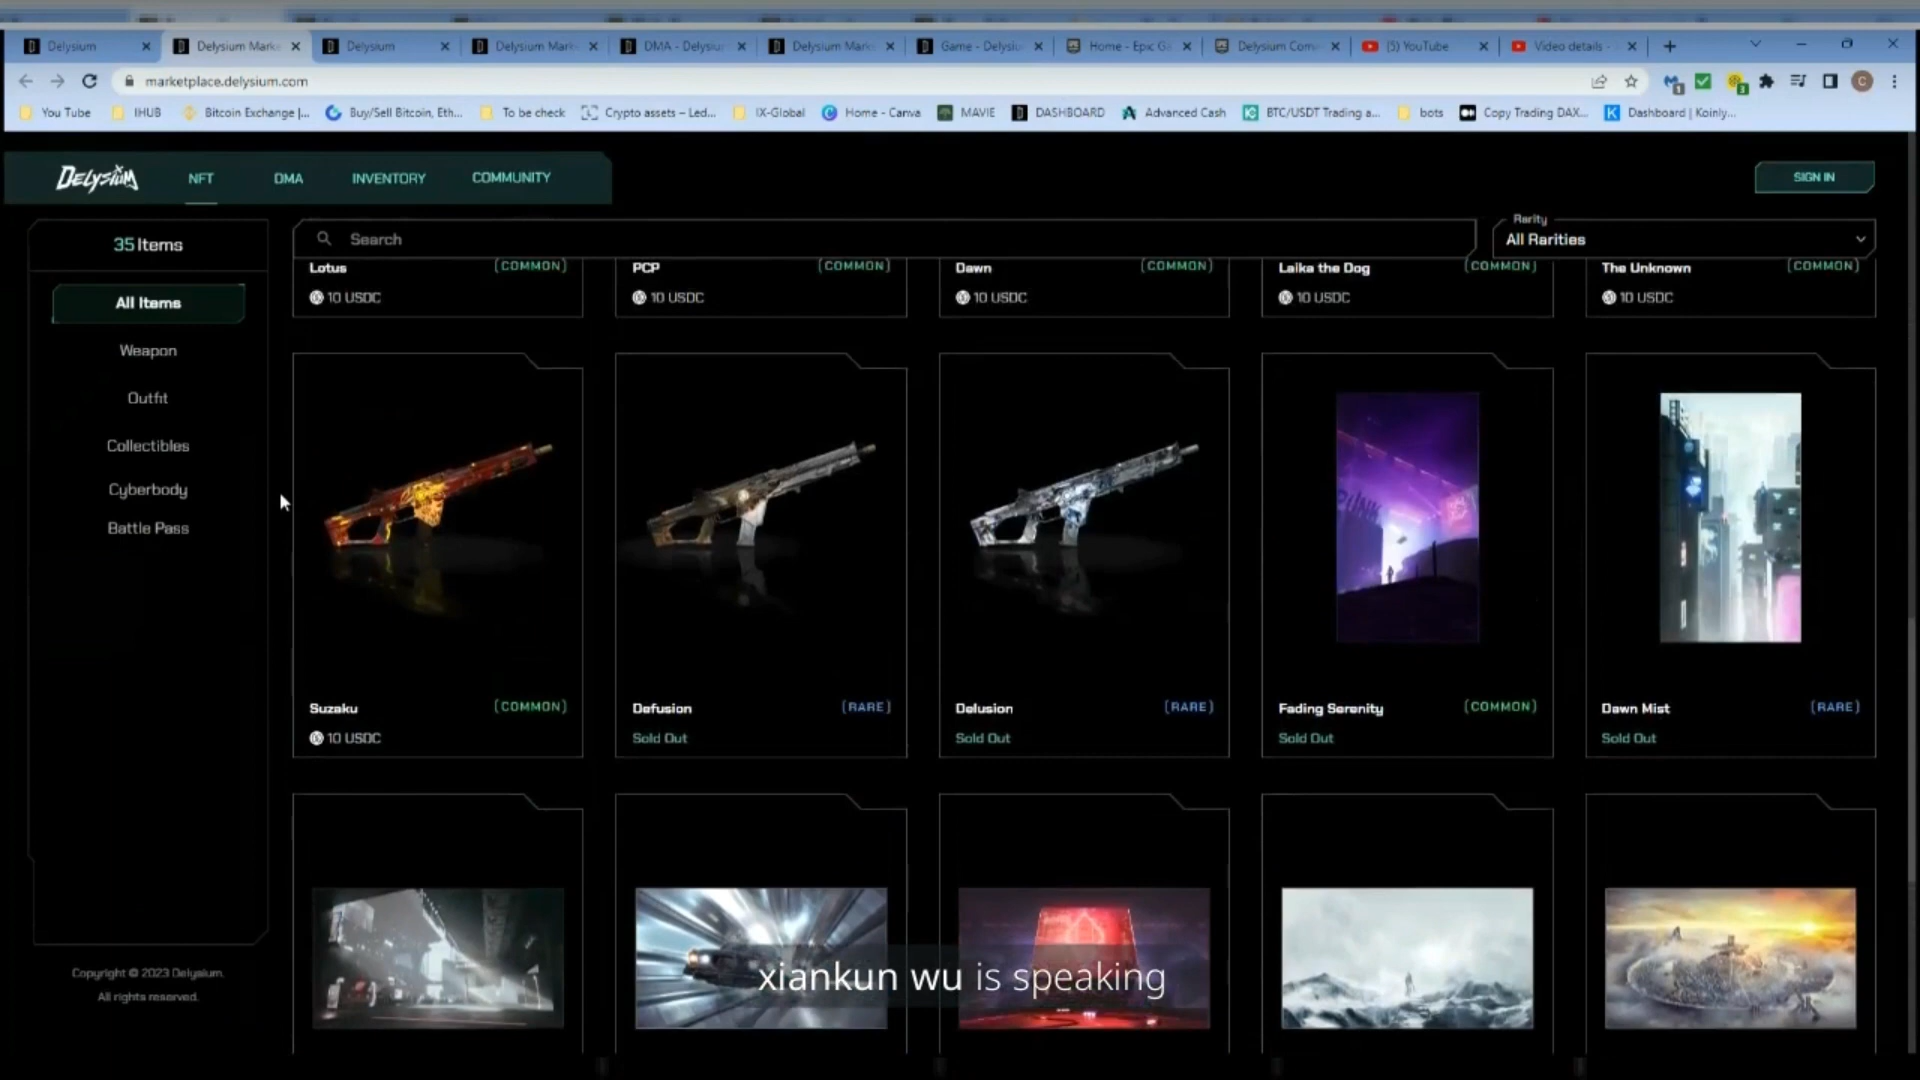 Delysium
Delysium Mark
Delysium
Delysium Mark
DMA - Delysiu
Delysium Mark
Game - Delysiu
Home - Epic Ga
Delysium Com
(5) YouTube
Video details -
marketplace.delysium.com
You Tube
IHUB
Bitcoin Exchange |...
Buy/Sell Bitcoin, Eth...
To be check
Crypto assets – Led...
IX-Global
Home - Canva
MAVIE
DASHBOARD
Advanced Cash
BTC/USDT Trading a...
bots
Copy Trading DAX...
Dashboard | Koinly...
DELYSIUM
NFT
DMA
INVENTORY
COMMUNITY
SIGN IN
35 Items
Search
Rarity
All Rarities
All Items
Weapon
Outfit
Collectibles
Cyberbody
Battle Pass
Lotus
(COMMON)
10 USDC
PCP
(COMMON)
10 USDC
Dawn
(COMMON)
10 USDC
Laika the Dog
(COMMON)
10 USDC
The Unknown
(COMMON)
10 USDC
Suzaku
(COMMON)
10 USDC
Defusion
(RARE)
Sold Out
Delusion
(RARE)
Sold Out
Fading Serenity
(COMMON)
Sold Out
Dawn Mist
(RARE)
Sold Out
xiankun wu is speaking
Copyright © 2023 Delysium.
All rights reserved.